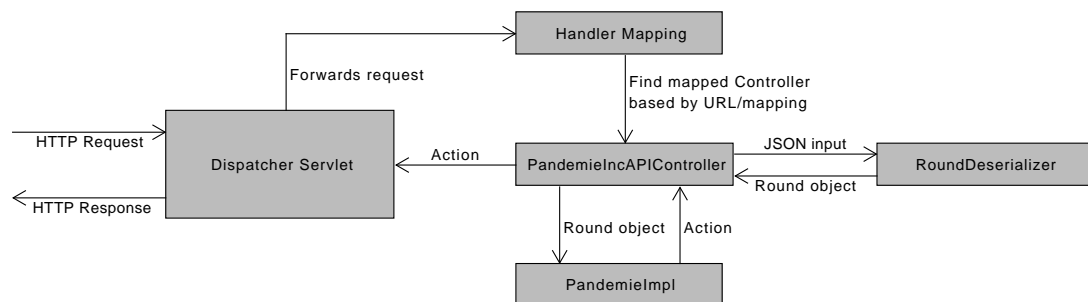 Handler Mapping
Forwards request
Find mapped Controller
based by URL/mapping
HTTP Request
Dispatcher Servlet
Action
PandemieIncAPIController
JSON input
RoundDeserializer
Round object
HTTP Response
Round object
Action
PandemieImpl